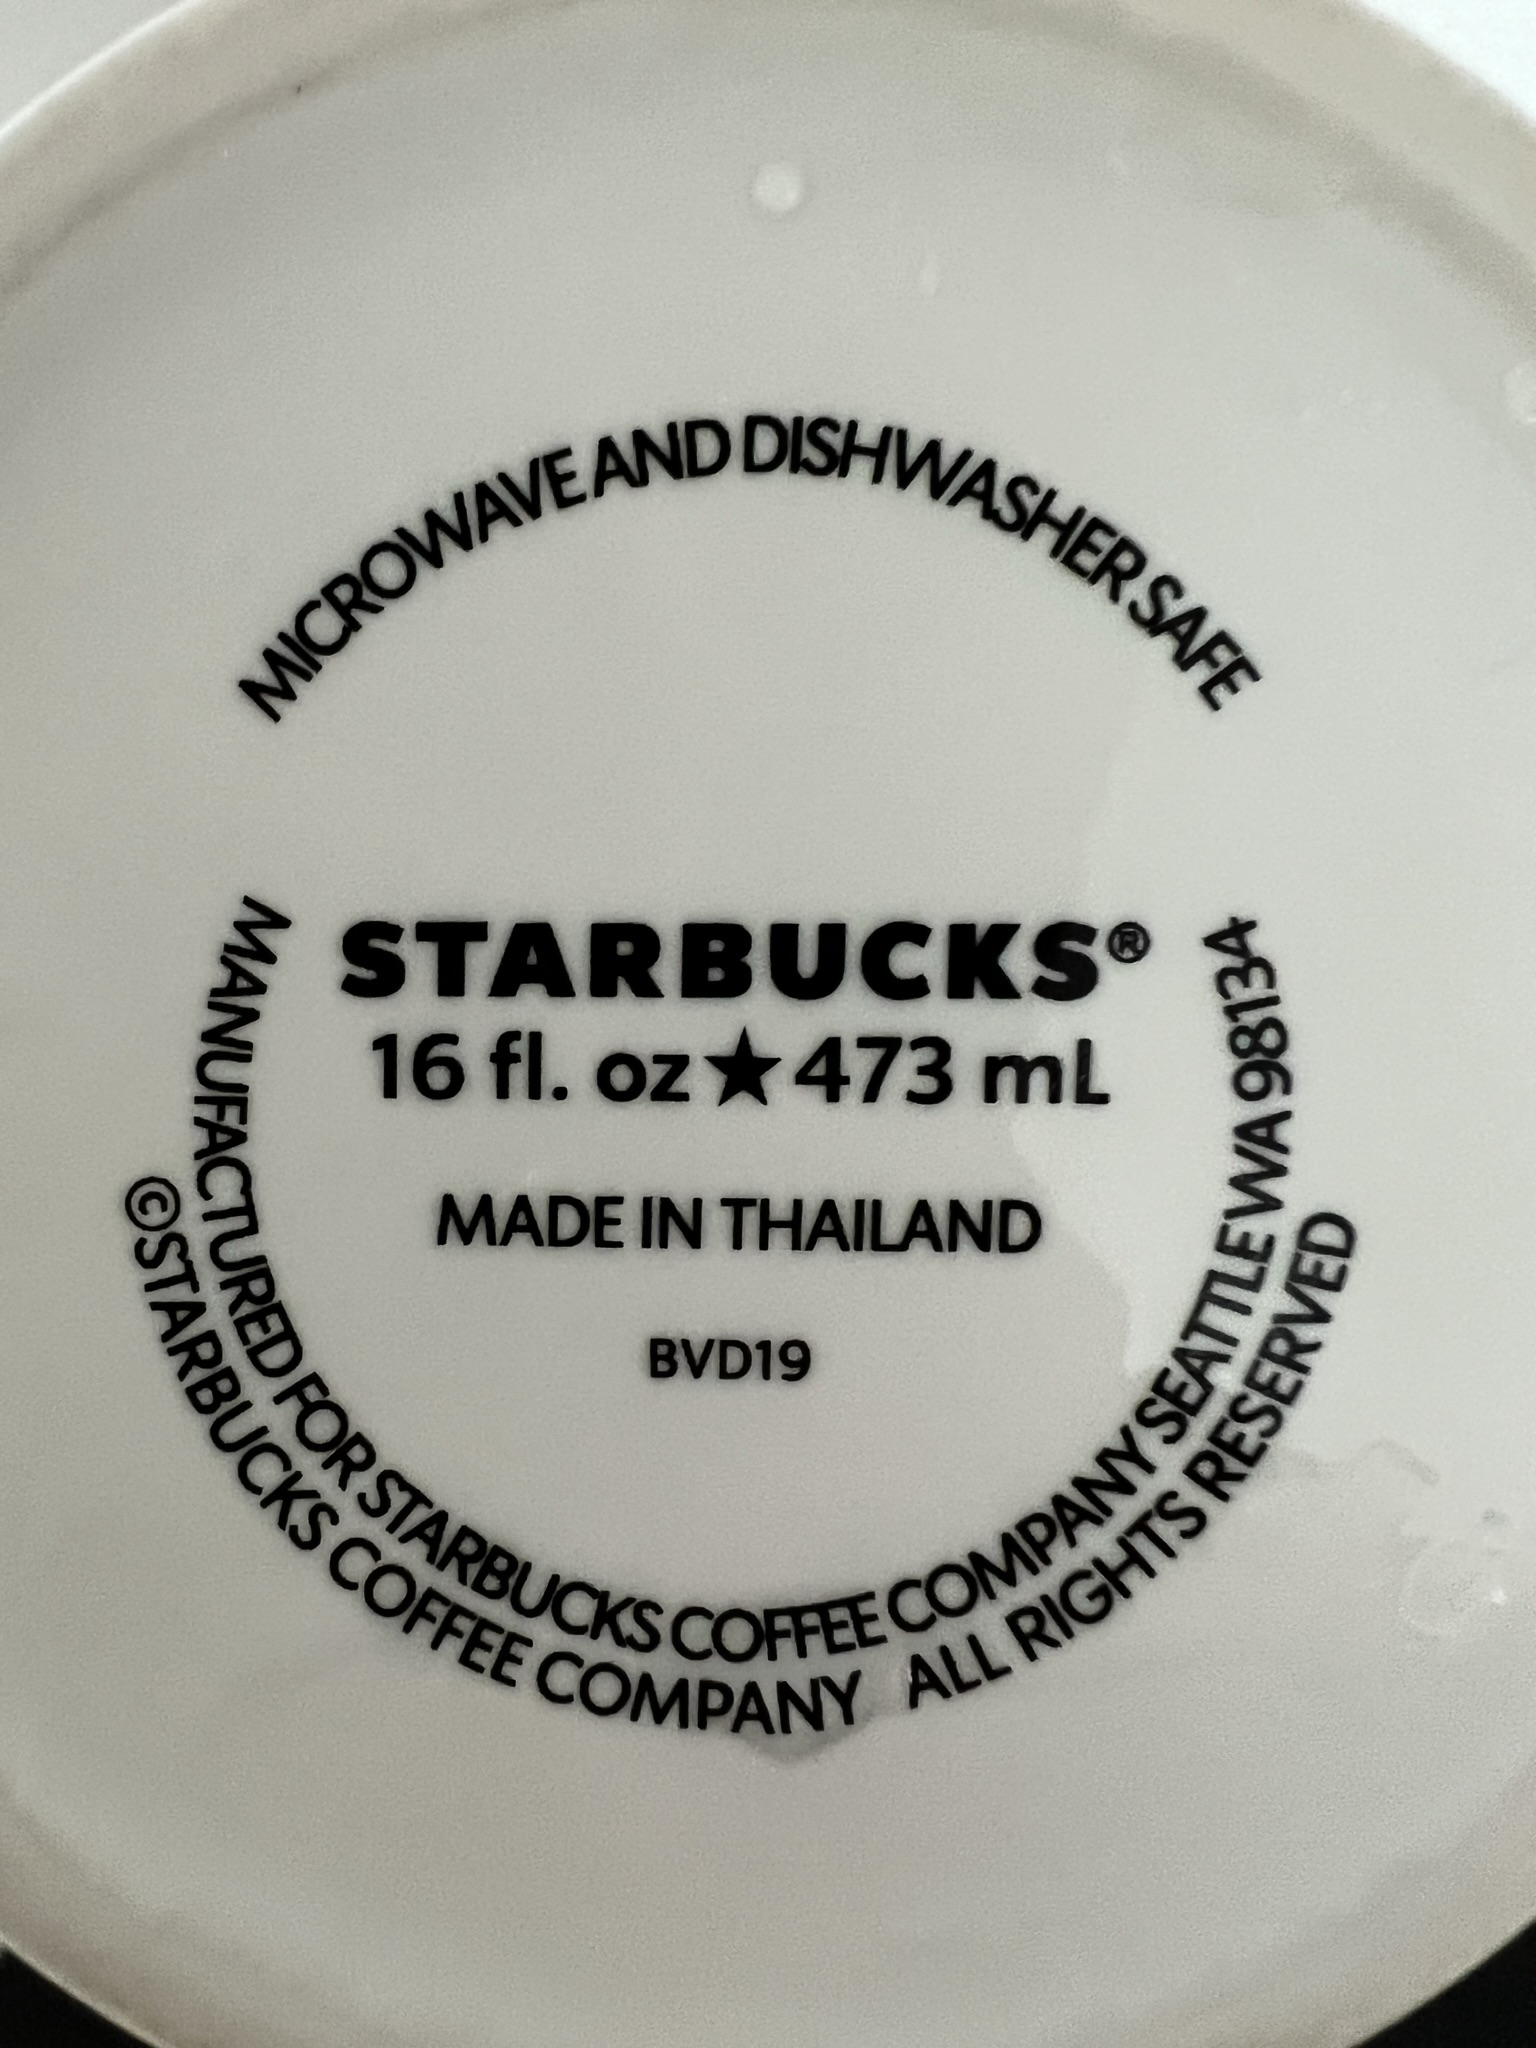 MICROWAVE AND DISHWASHER SAFE
STARBUCKS®
16 fl. oz★473 mL
MADE IN THAILAND
BVD19
MANUFACTURED FOR STARBUCKS COFFEE COMPANY SEATTLE WA 98134
©STARBUCKS COFFEE COMPANY ALL RIGHTS RESERVED